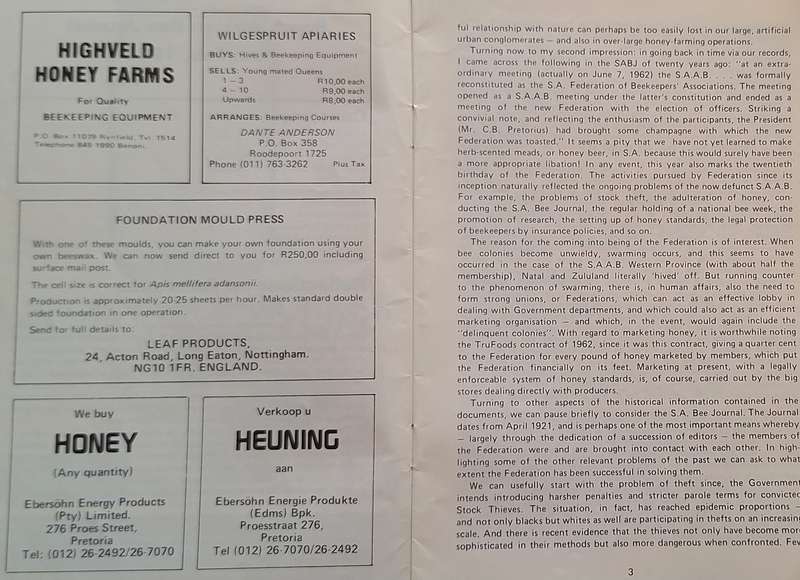 HIGHVELD
HONEY FARMS
For Quality
BEEKEEPING EQUIPMENT
P.O. Box 11079 Rynfield, Tvl. 1514
Telephone 845-1990 Benoni.
WILGESPRUIT APIARIES
BUYS: Hives & Beekeeping Equipment
SELLS: Young mated Queens
1 – 3 R10,00 each
4 – 10 R9,00 each
Upwards R8,00 each
ARRANGES: Beekeeping Courses
DANTE ANDERSON
P.O. Box 358
Roodepoort 1725
Phone (011) 763-3262 Plus Tax
FOUNDATION MOULD PRESS
With one of these moulds, you can make your own foundation using your
own beeswax. We can now send direct to you for R250,00 including
surface mail post.
The cell size is correct for Apis mellifera adansonii.
Production is approximately 20-25 sheets per hour. Makes standard double
sided foundation in one operation.
Send for full details to:
LEAF PRODUCTS,
24, Acton Road, Long Eaton, Nottingham.
NG10 1FR. ENGLAND.
We buy
HONEY
(Any quantity)
Ebersöhn Energy Products
(Pty) Limited.
276 Proes Street,
Pretoria
Tel: (012) 26-2492/26-7070
Verkoop u
HEUNING
aan
Ebersöhn Energie Produkte
(Edms) Bpk.
Proesstraat 276,
Pretoria
Tel (012) 26-7070/26-2492
ful relationship with nature can perhaps be too easily lost in our large, artificial
urban conglomerates – and also in over-large honey-farming operations.
Turning now to my second impression: in going back in time via our records,
I came across the following in the SABJ of twenty years ago: "at an extra-
ordinary meeting (actually on June 7, 1962) the S.A.A.B. . . . was formally
reconstituted as the S.A. Federation of Beekeepers' Associations. The meeting
opened as a S.A.A.B. meeting under the latter's constitution and ended as a
meeting of the new Federation with the election of officers. Striking a
convivial note, and reflecting the enthusiasm of the participants, the President
(Mr. C.B. Pretorius) had brought some champagne with which the new
Federation was toasted." It seems a pity that we have not yet learned to make
herb-scented meads, or honey beer, in S.A. because this would surely have been
a more appropriate libation! In any event, this year also marks the twentieth
birthday of the Federation. The activities pursued by Federation since its
inception naturally reflected the ongoing problems of the now defunct S.A.A.B.
For example, the problems of stock theft, the adulteration of honey, con-
ducting the S.A. Bee Journal, the regular holding of a national bee week, the
promotion of research, the setting up of honey standards, the legal protection
of beekeepers by insurance policies, and so on.
The reason for the coming into being of the Federation is of interest. When
bee colonies become unwieldy, swarming occurs, and this seems to have
occurred in the case of the S.A.A.B. Western Province (with about half the
membership), Natal and Zululand literally 'hived' off. But running counter
to the phenomenon of swarming, there is, in human affairs, also the need to
form strong unions, or Federations, which can act as an effective lobby in
dealing with Government departments, and which could also act as an efficient
marketing organisation – and which, in the event, would again include the
"delinquent colonies". With regard to marketing honey, it is worthwhile noting
the TruFoods contract of 1962, since it was this contract, giving a quarter cent
to the Federation for every pound of honey marketed by members, which put
the Federation financially on its feet. Marketing at present, with a legally
enforceable system of honey standards, is, of course, carried out by the big
stores dealing directly with producers.
Turning to other aspects of the historical information contained in the
documents, we can pause briefly to consider the S.A. Bee Journal. The Journal
dates from April 1921, and is perhaps one of the most important means whereby
– largely through the dedication of a succession of editors – the members of
the Federation were and are brought into contact with each other. In high-
lighting some of the other relevant problems of the past we can ask to what
extent the Federation has been successful in solving them.
We can usefully start with the problem of theft since, the Government
intends introducing harsher penalties and stricter parole terms for convicted
Stock Thieves. The situation, in fact, has reached epidemic proportions –
and not only blacks but whites as well are participating in thefts on an increasing
scale. And there is recent evidence that the thieves not only have become more
sophisticated in their methods but also more dangerous when confronted. Few
3